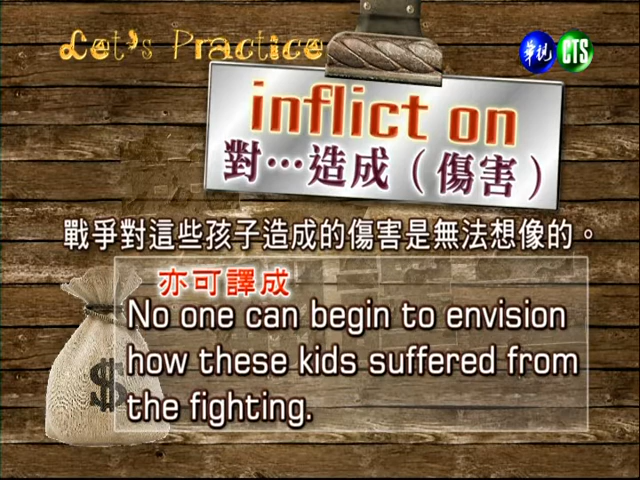 Let's Practice
華視 CTS
inflict on
對…造成（傷害）
戰爭對這些孩子造成的傷害是無法想像的。
亦可譯成
No one can begin to envision
how these kids suffered from
the fighting.
$